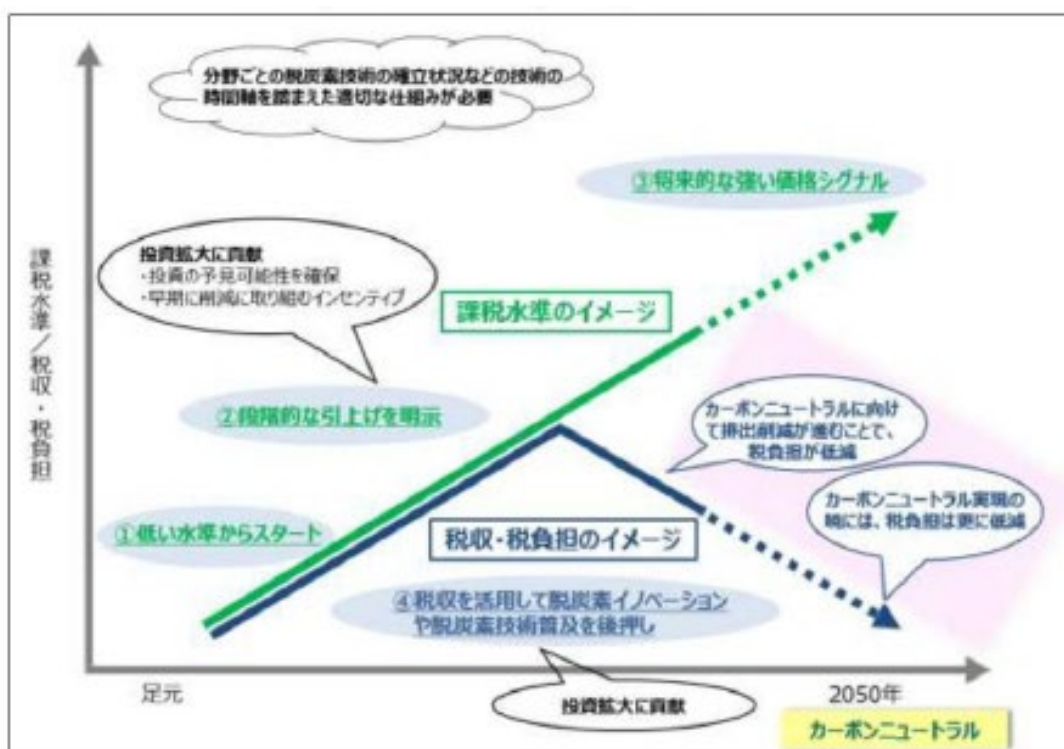 分野ごとの脱炭素技術の確立状況などの技術の
時間軸を踏まえた適切な仕組みが必要
③将来的な強い価格シグナル
投資拡大に貢献
・投資の予見可能性を確保
・早期に削減に取り組むインセンティブ
課税水準のイメージ
課税水準／税収・税負担
②段階的な引上げを明示
カーボンニュートラルに向け
て排出削減が進むことで、
税負担が低減
カーボンニュートラル実現の
暁には、税負担は更に低減
①低い水準からスタート
税収・税負担のイメージ
④税収を活用して脱炭素イノベーション
や脱炭素技術普及を後押し
足元
投資拡大に貢献
2050年
カーボンニュートラル